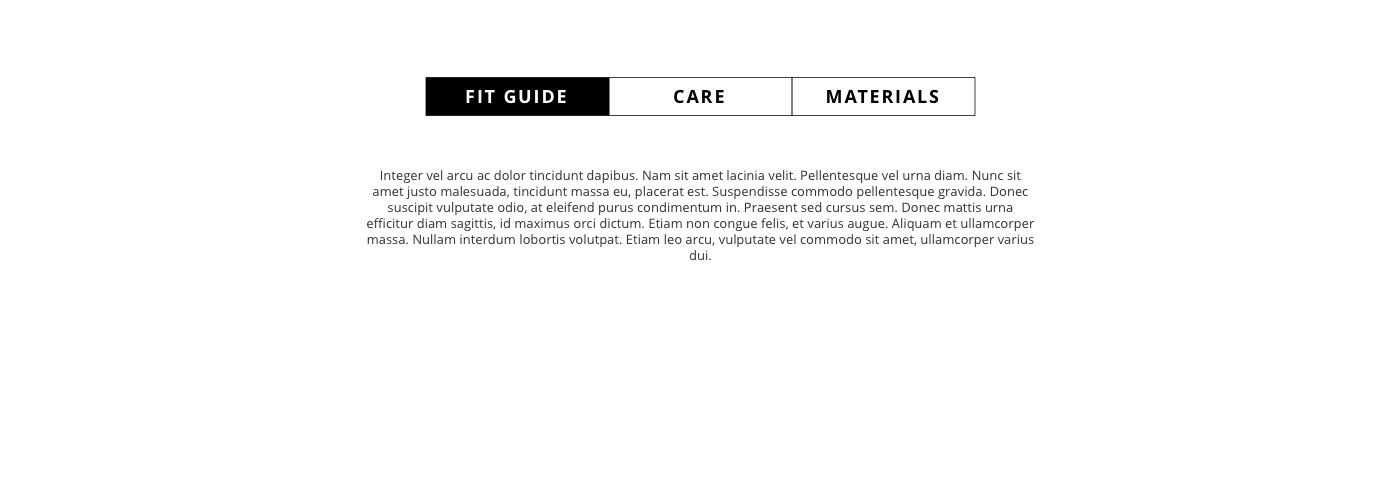 FIT GUIDE
CARE
MATERIALS
Integer vel arcu ac dolor tincidunt dapibus. Nam sit amet lacinia velit. Pellentesque vel urna diam. Nunc sit
amet justo malesuada, tincidunt massa eu, placerat est. Suspendisse commodo pellentesque gravida. Donec
suscipit vulputate odio, at eleifend purus condimentum in. Praesent sed cursus sem. Donec mattis urna
efficitur diam sagittis, id maximus orci dictum. Etiam non congue felis, et varius augue. Aliquam et ullamcorper
massa. Nullam interdum lobortis volutpat. Etiam leo arcu, vulputate vel commodo sit amet, ullamcorper varius
dui.